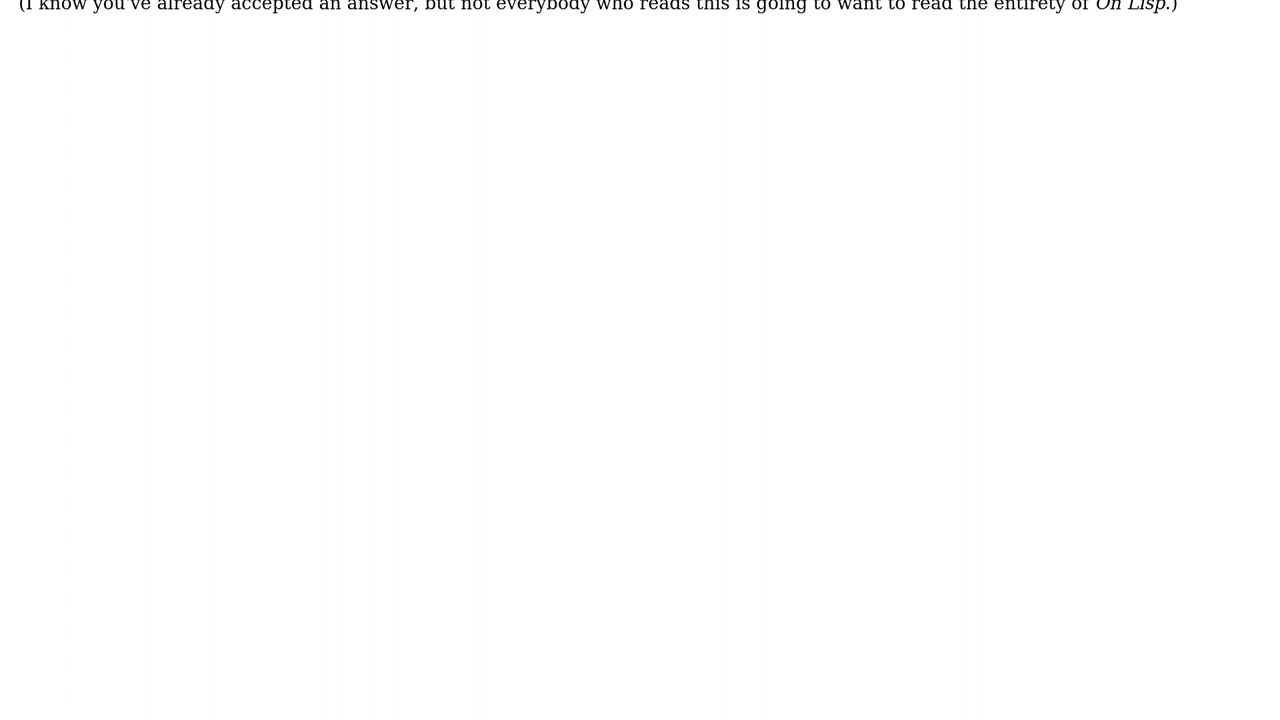 (I know you've already accepted an answer, but not everybody who reads this is going to want to read the entirety of On Lisp.)